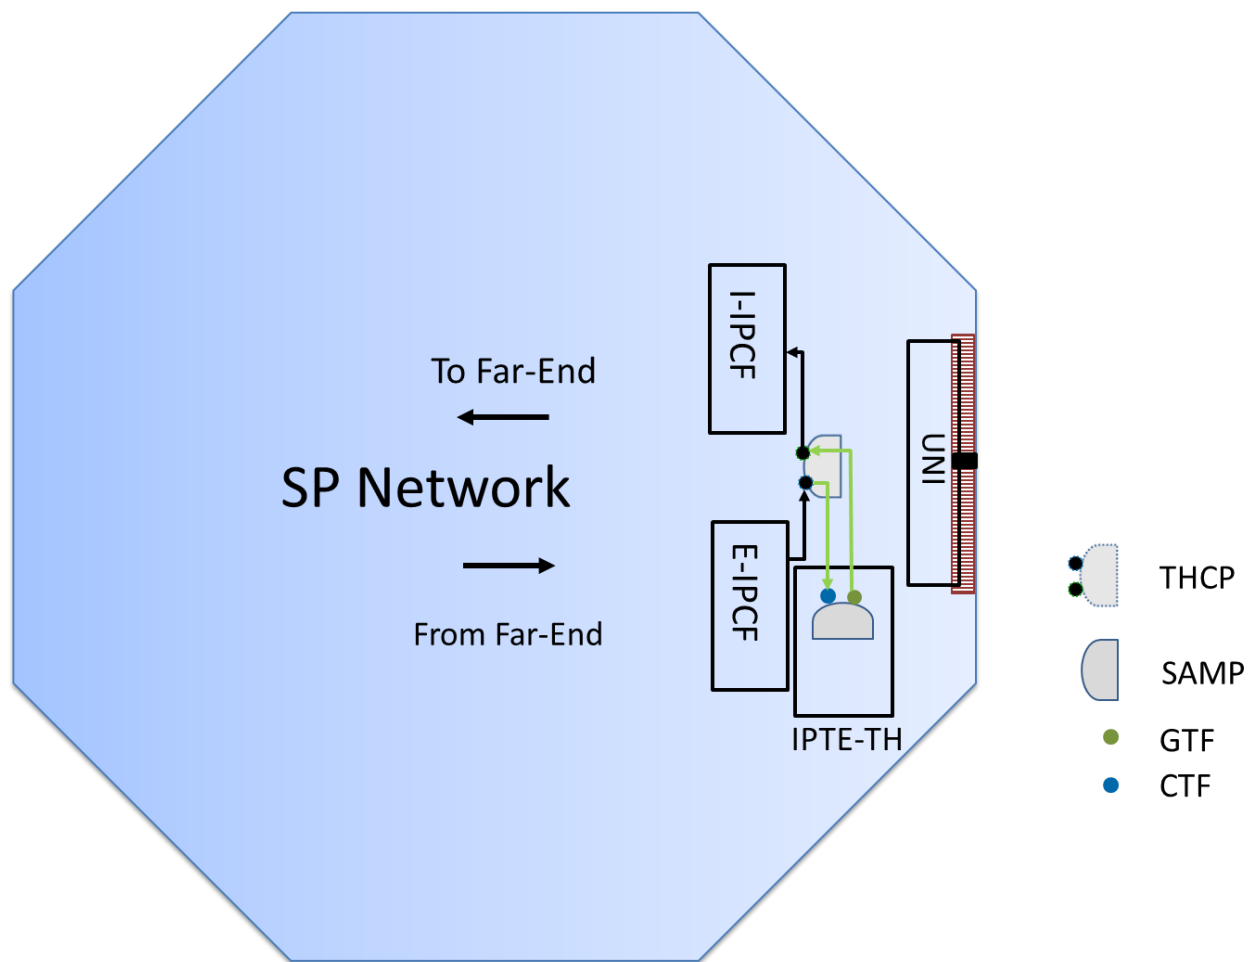 I-IPCF
To Far-End
UNI
SP Network
E-IPCF
From Far-End
IPTE-TH
THCP
SAMP
GTF
CTF